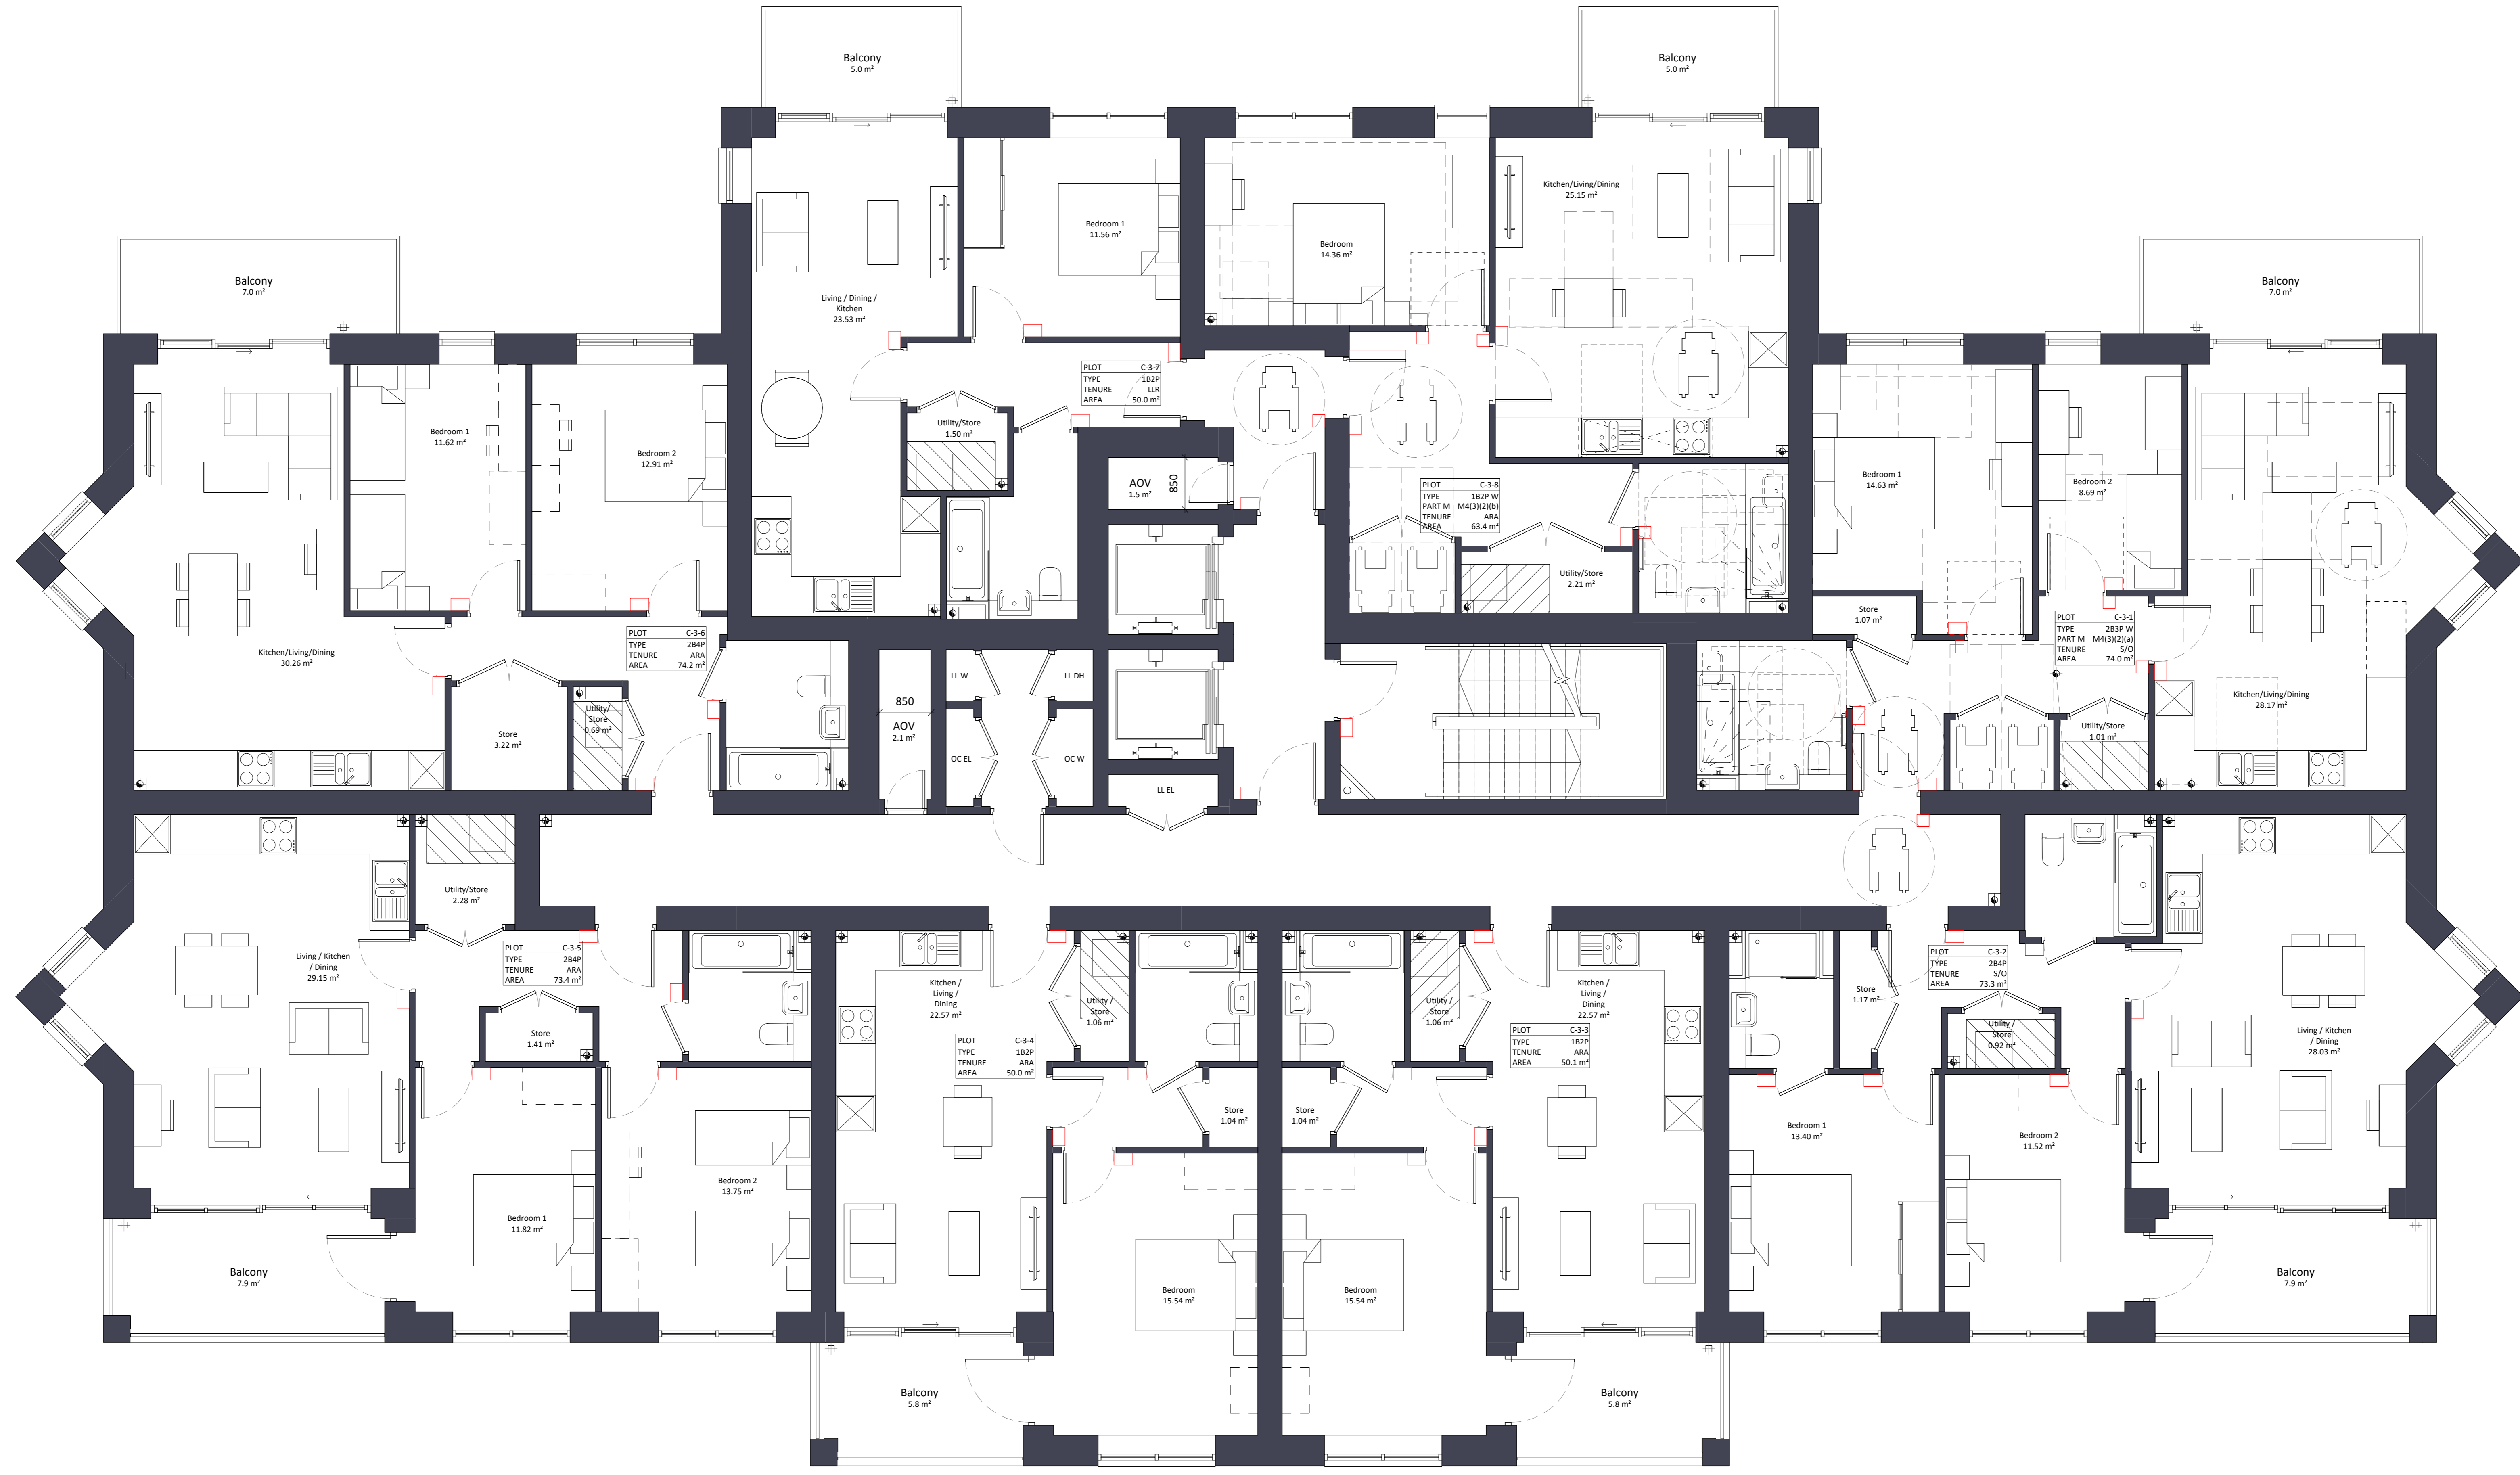 Balcony
5.0 m²
Balcony
5.0 m²
Balcony
7.0 m²
Bedroom 1
11.62 m²
Bedroom 2
12.91 m²
Kitchen/Living/Dining
30.26 m²
PLOT C-3-6
TYPE 2B4P
TENURE ARA
AREA 74.2 m²
Store
3.22 m²
Utility/
Store
0.69 m²
Living / Dining /
Kitchen
23.53 m²
Bedroom 1
11.56 m²
PLOT C-3-7
TYPE 1B2P
TENURE LLR
AREA 50.0 m²
Utility/Store
1.50 m²
Bedroom
14.36 m²
Kitchen/Living/Dining
25.15 m²
PLOT C-3-8
TYPE 1B2P W
PART M M4(3)(2)(b)
TENURE ARA
AREA 63.4 m²
Utility/Store
2.21 m²
AOV
1.5 m²
850
850
AOV
2.1 m²
LL W
LL DH
OC EL
OC W
LL EL
Balcony
7.0 m²
Bedroom 1
14.63 m²
Bedroom 2
8.69 m²
Store
1.07 m²
PLOT C-3-1
TYPE 2B3P W
PART M M4(3)(2)(a)
TENURE S/O
AREA 74.0 m²
Kitchen/Living/Dining
28.17 m²
Utility/Store
1.01 m²
Utility/Store
2.28 m²
Living / Kitchen
/ Dining
29.15 m²
PLOT C-3-5
TYPE 2B4P
TENURE ARA
AREA 73.4 m²
Store
1.41 m²
Bedroom 1
11.82 m²
Bedroom 2
13.75 m²
Balcony
7.9 m²
Kitchen /
Living /
Dining
22.57 m²
PLOT C-3-4
TYPE 1B2P
TENURE ARA
AREA 50.0 m²
Utility /
Store
1.06 m²
Store
1.04 m²
Bedroom
15.54 m²
Balcony
5.8 m²
Utility /
Store
1.06 m²
Store
1.04 m²
Bedroom
15.54 m²
Kitchen /
Living /
Dining
22.57 m²
PLOT C-3-3
TYPE 1B2P
TENURE ARA
AREA 50.1 m²
Balcony
5.8 m²
Store
1.17 m²
PLOT C-3-2
TYPE 2B4P
TENURE S/O
AREA 73.3 m²
Utility /
Store
0.92 m²
Bedroom 1
13.40 m²
Bedroom 2
11.52 m²
Living / Kitchen
/ Dining
28.03 m²
Balcony
7.9 m²